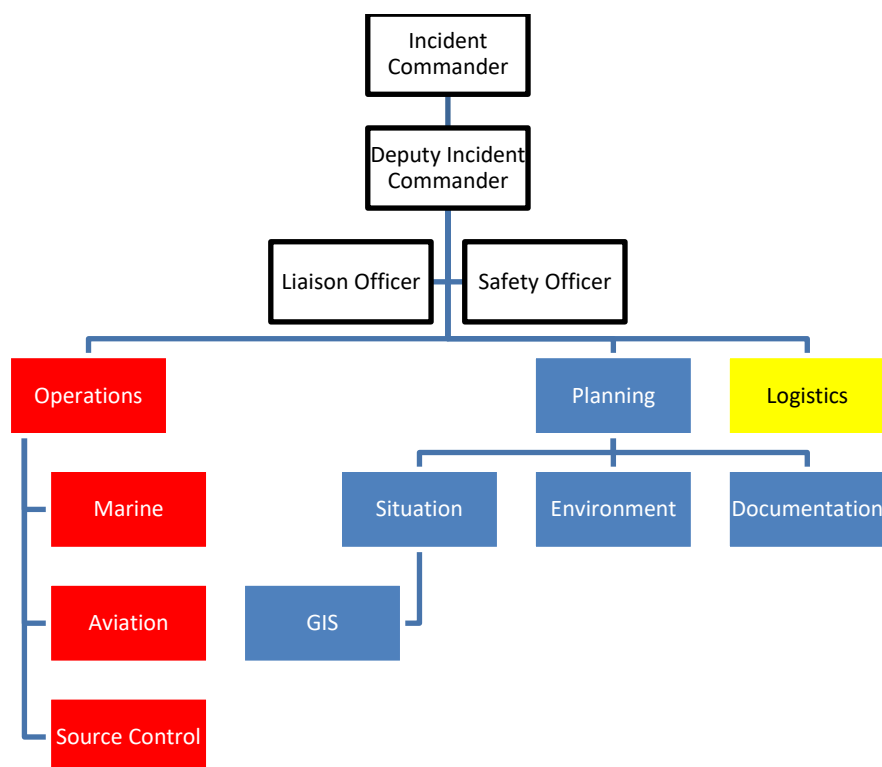 Incident
Commander
Deputy Incident
Commander
Liaison Officer
Safety Officer
Operations
Planning
Logistics
Marine
Situation
Environment
Documentation
Aviation
GIS
Source Control